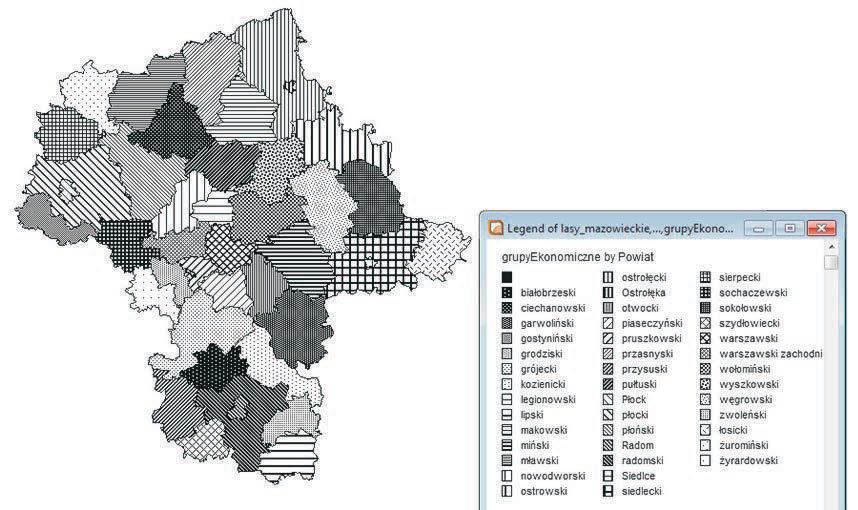 Legend of lasy_mazowieckie,...,grupyEkono...
grupyEkonomiczne by Powiat
białobrzeski
ciechanowski
garwoliński
gostyniński
grodziski
grójecki
kozienicki
legionowski
lipski
makowski
miński
mławski
nowodworski
ostrowski
ostrołęcki
Ostrołęka
otwocki
piaseczyński
pruszkowski
przasnyski
przysuski
pułtuski
Płock
płocki
płoński
Radom
radomski
Siedlce
siedlecki
sierpecki
sochaczewski
sokołowski
szydłowiecki
warszawski
warszawski zachodni
wołomiński
wyszkowski
węgrowski
zwoleński
łosicki
żuromiński
żyrardowski